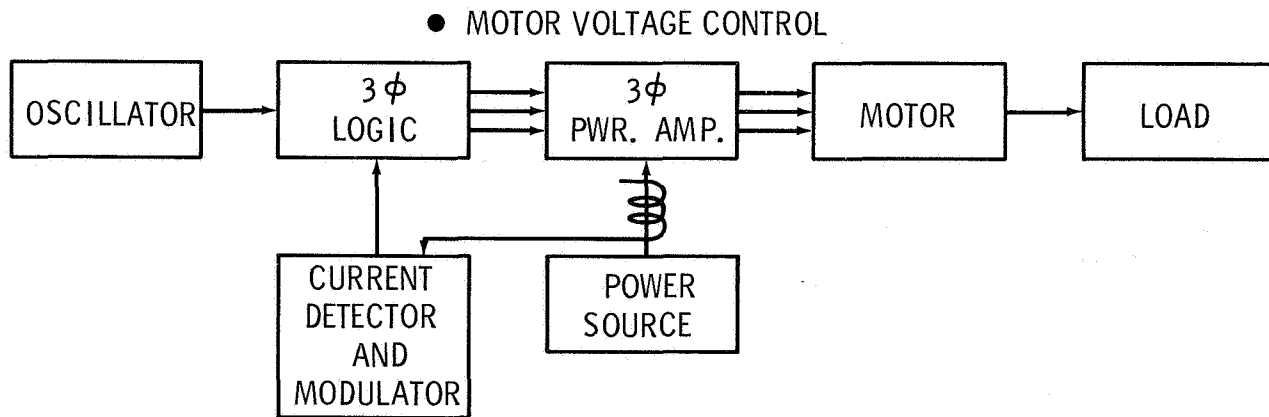 ● MOTOR VOLTAGE CONTROL
OSCILLATOR
3ϕ
LOGIC
3ϕ
PWR. AMP.
MOTOR
LOAD
CURRENT
DETECTOR
AND
MODULATOR
POWER
SOURCE